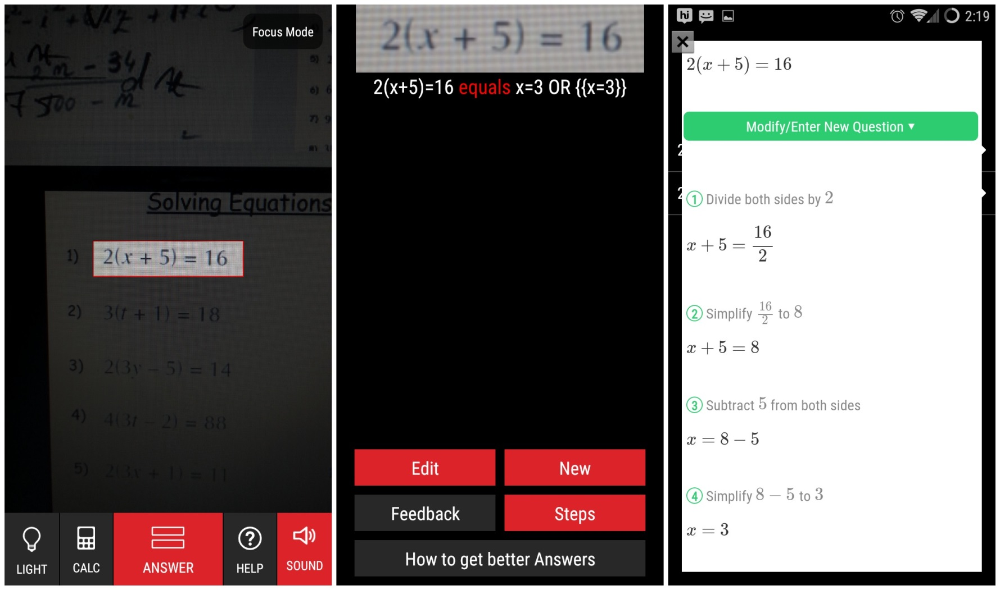 Focus Mode
Solving Equations
1) 2(x + 5) = 16
2) 3(t + 1) = 18
3) 2(3y − 5) = 14
4) 4(3t − 2) = 88
5) 2(3x + 1) = 11
LIGHT
CALC
ANSWER
HELP
SOUND
2(x + 5) = 16
2(x+5)=16 equals x=3 OR {{x=3}}
Edit
New
Feedback
Steps
How to get better Answers
hi
2:19
2(x + 5) = 16
Modify/Enter New Question ▼
① Divide both sides by 2
x + 5 = 16/2
② Simplify 16/2 to 8
x + 5 = 8
③ Subtract 5 from both sides
x = 8 − 5
④ Simplify 8 − 5 to 3
x = 3